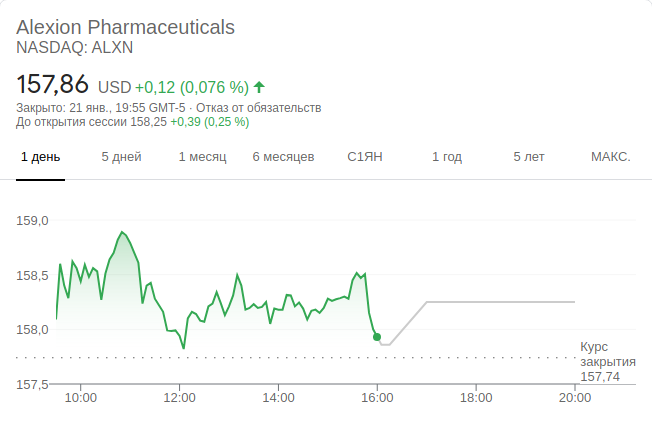 Alexion Pharmaceuticals
NASDAQ: ALXN
157,86 USD +0,12 (0,076 %)
Закрыто: 21 янв., 19:55 GMT-5 · Отказ от обязательств
До открытия сессии 158,25 +0,39 (0,25 %)
1 день 5 дней 1 месяц 6 месяцев С1ЯН 1 год 5 лет МАКС.
159,0
158,5
158,0
Курс
закрытия
157,74
157,5
10:00 12:00 14:00 16:00 18:00 20:00